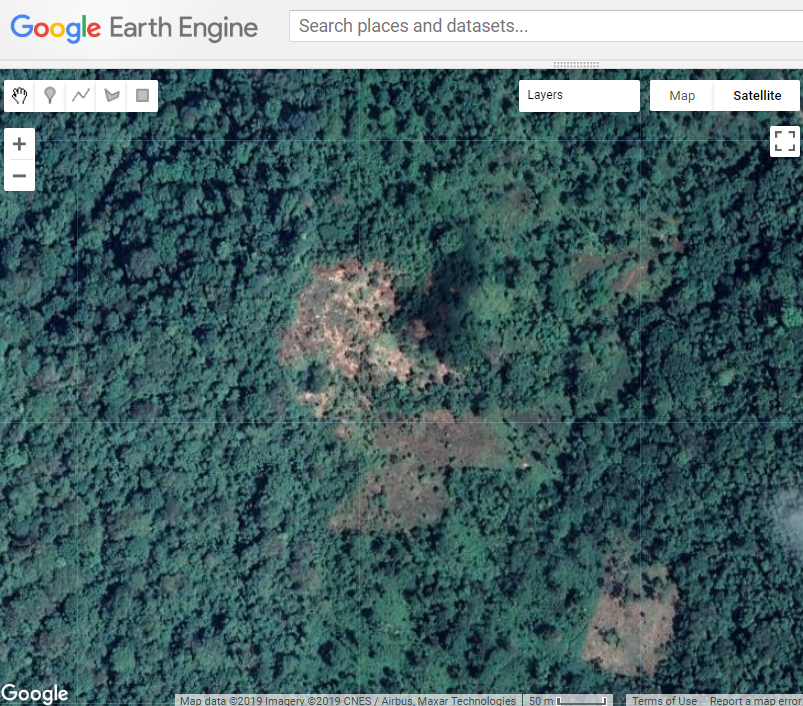 Google Earth Engine
Search places and datasets...
Layers
Map
Satellite
Google
Map data ©2019 Imagery ©2019 CNES / Airbus, Maxar Technologies
50 m
Terms of Use
Report a map error